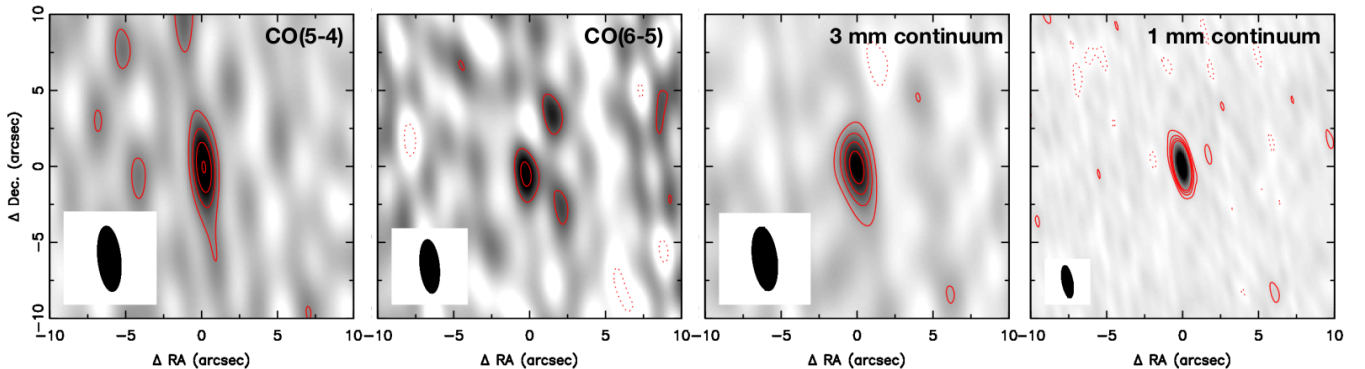 CO(5-4)
CO(6-5)
3 mm continuum
1 mm continuum
10
5
0
−5
−10
Δ Dec. (arcsec)
−10 −5 0 5 10
−10 −5 0 5 10
−10 −5 0 5 10
−10 −5 0 5 10
Δ RA (arcsec)
Δ RA (arcsec)
Δ RA (arcsec)
Δ RA (arcsec)